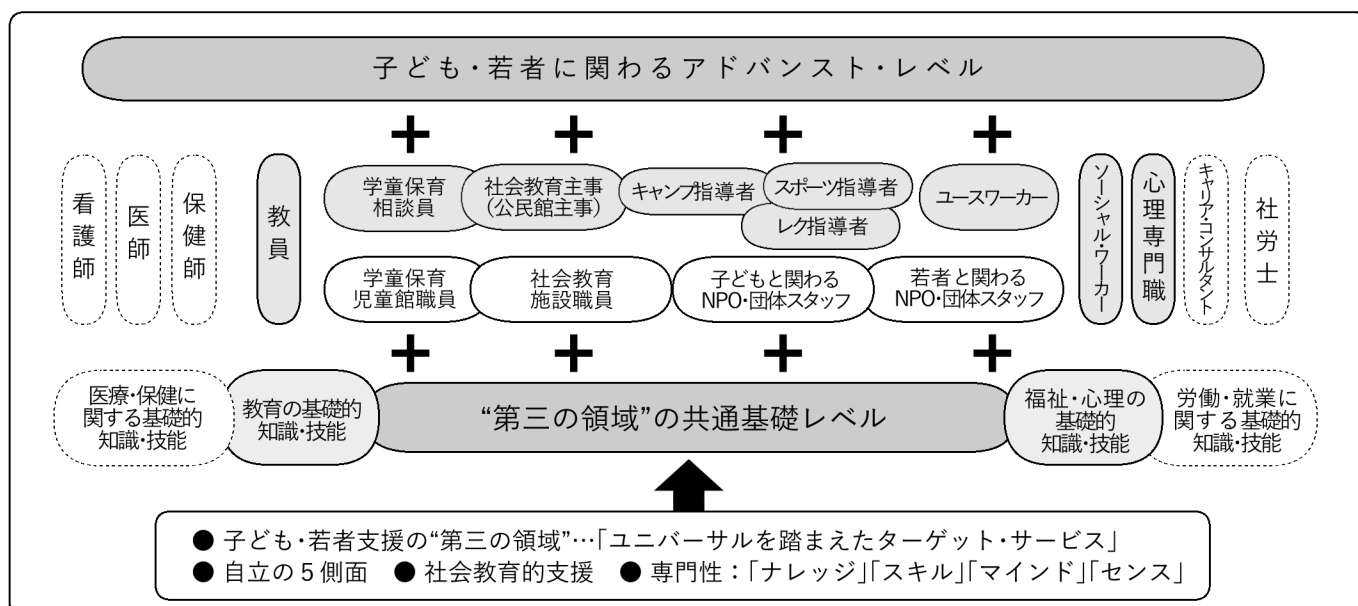 子ども・若者に関わるアドバンスト・レベル
+
+
+
+
看護師
医師
保健師
教員
学童保育
相談員
社会教育主事
(公民館主事)
キャンプ指導者
スポーツ指導者
レク指導者
ユースワーカー
ソーシャル・ワーカー
心理専門職
キャリア・コンサルタント
社労士
学童保育
児童館職員
社会教育
施設職員
子どもと関わる
NPO・団体スタッフ
若者と関わる
NPO・団体スタッフ
+
+
+
+
医療・保健に
関する基礎的
知識・技能
教育の基礎的
知識・技能
“第三の領域”の共通基礎レベル
福祉・心理の
基礎的
知識・技能
労働・就業に
関する基礎的
知識・技能
● 子ども・若者支援の“第三の領域”…「ユニバーサルを踏まえたターゲット・サービス」
● 自立の5側面 ● 社会教育的支援 ● 専門性:「ナレッジ」「スキル」「マインド」「センス」